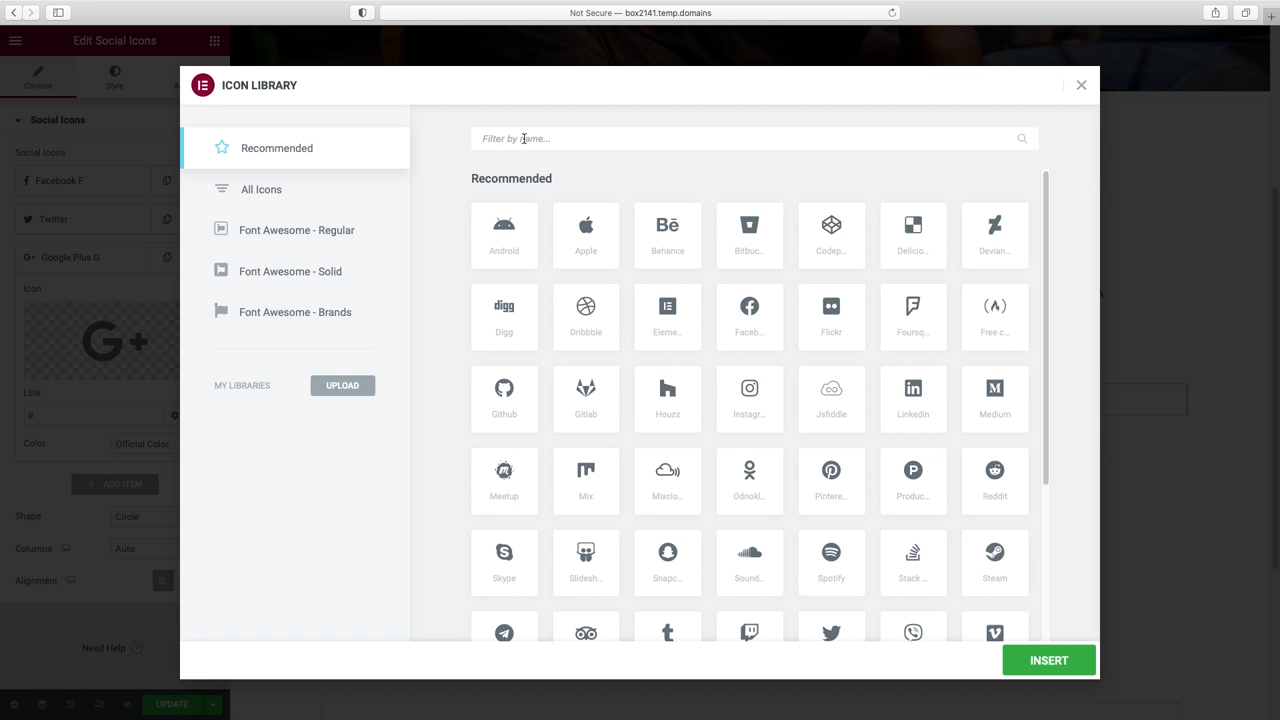 Not Secure — box2141.temp.domains
Edit Social Icons
Content
Style
Social Icons
Social Icons
Facebook F
Twitter
G+ Google Plus G
Icon
G+
Link
#
Color
Official Color
+ ADD ITEM
Shape
Circle
Columns
Auto
Alignment
Need Help ?
UPDATE
ICON LIBRARY
Recommended
All Icons
Font Awesome - Regular
Font Awesome - Solid
Font Awesome - Brands
MY LIBRARIES
UPLOAD
Filter by name...
Recommended
Android
Apple
Bē
Behance
Bitbuc...
Codep...
Delicio...
Devian...
digg
Digg
Dribbble
Eleme...
Faceb...
Flickr
Foursq...
Free c...
Github
Gitlab
Houzz
Instagr...
Jsfiddle
in
Linkedin
M
Medium
Meetup
Mix
Mixclo...
Odnokl...
Pintere...
P
Produc...
Reddit
Skype
Slidesh...
Snapc...
Sound...
Spotify
Stack ...
Steam
INSERT